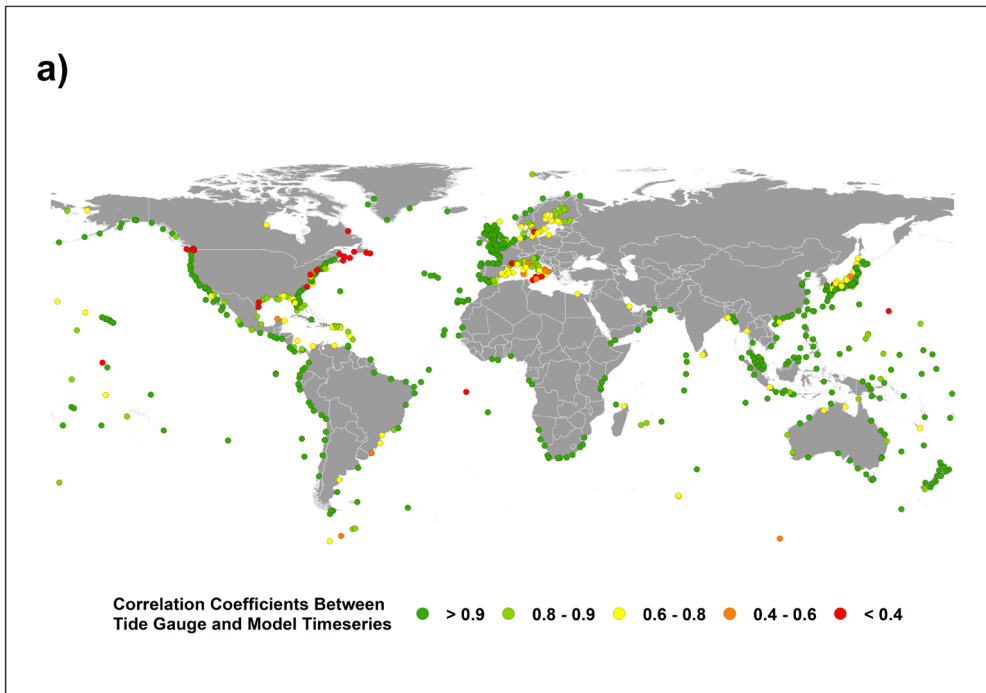 a)
Correlation Coefficients Between
Tide Gauge and Model Timeseries
> 0.9 0.8 - 0.9 0.6 - 0.8 0.4 - 0.6 < 0.4